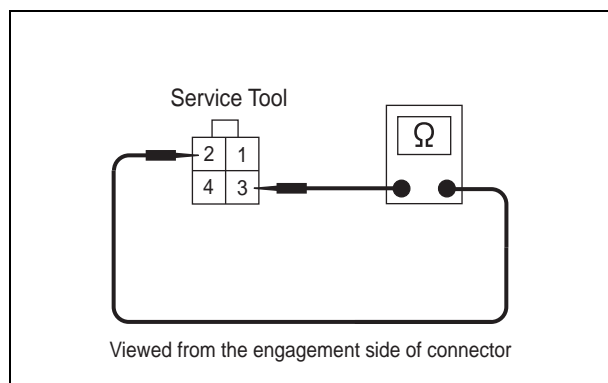 Service Tool
Ω
2 1
4 3
Viewed from the engagement side of connector